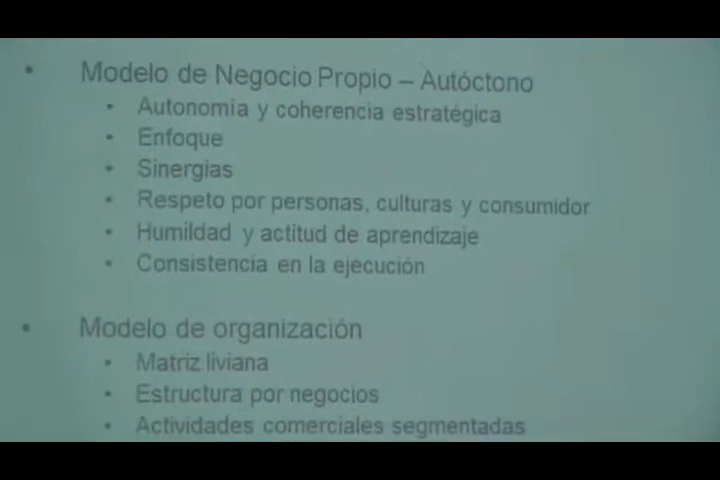 • Modelo de Negocio Propio – Autóctono
• Autonomía y coherencia estratégica
• Enfoque
• Sinergias
• Respeto por personas, culturas y consumidor
• Humildad y actitud de aprendizaje
• Consistencia en la ejecución
• Modelo de organización
• Matriz liviana
• Estructura por negocios
• Actividades comerciales segmentadas